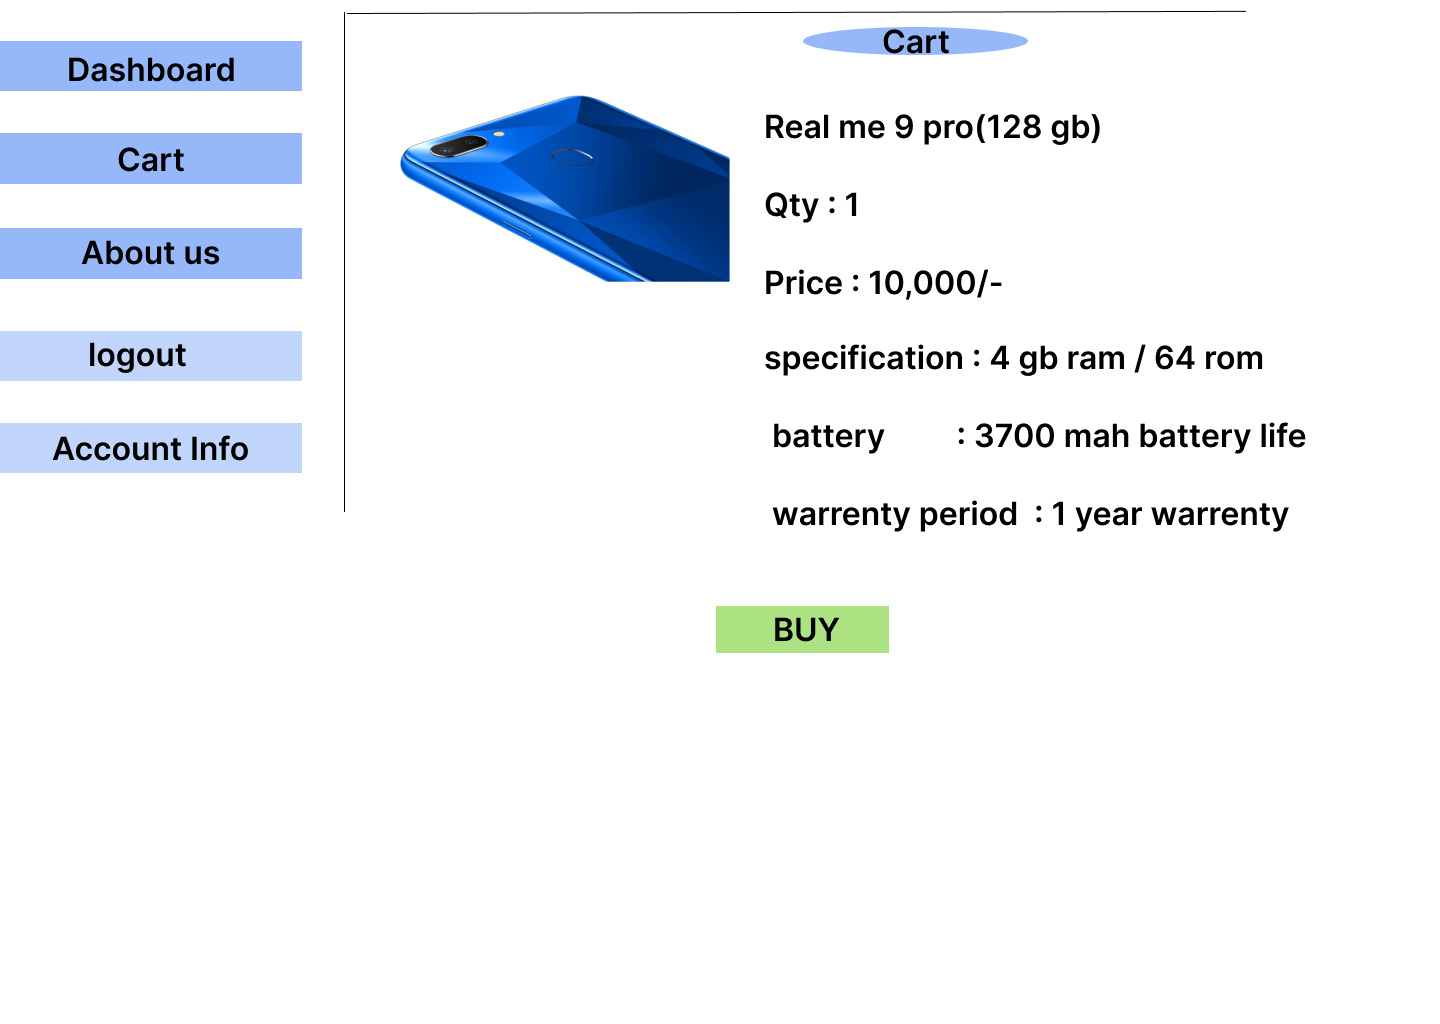 Dashboard
Cart
About us
logout
Account Info
Cart
Real me 9 pro(128 gb)
Qty : 1
Price : 10,000/-
specification : 4 gb ram / 64 rom
battery : 3700 mah battery life
warrenty period : 1 year warrenty
BUY